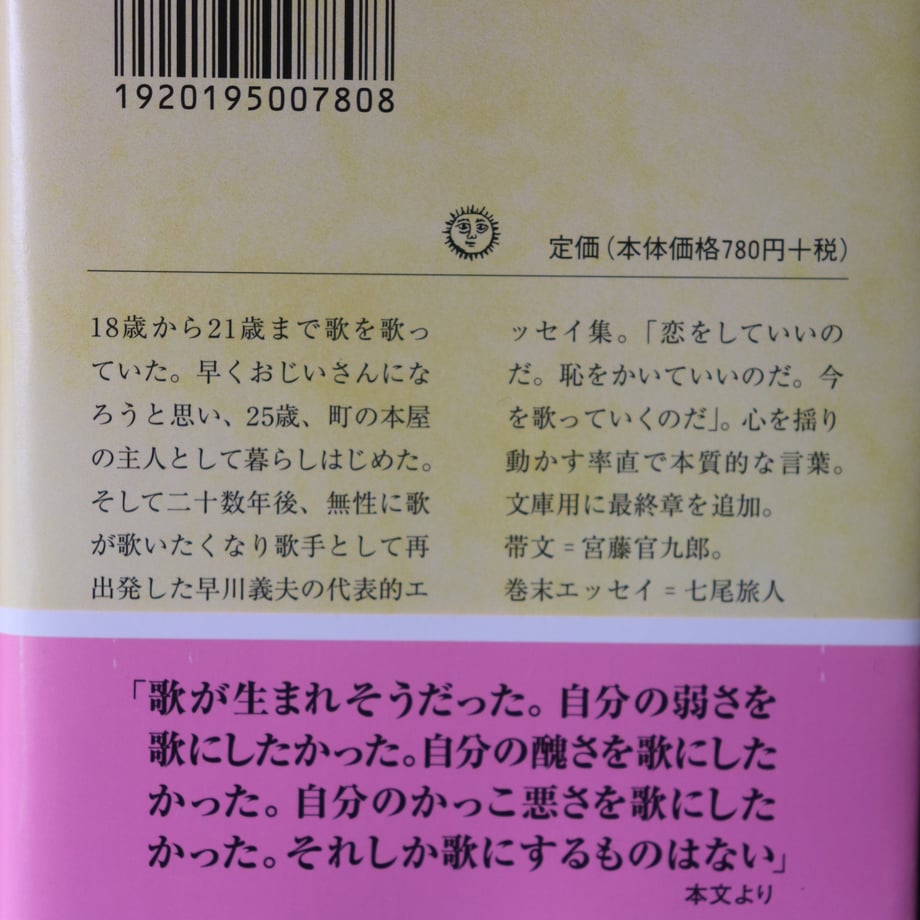 1920195007808
定価(本体価格780円+税)
18歳から21歳まで歌を歌っ
ていた。早くおじいさんにな
ろうと思い、25歳、町の本屋
の主人として暮らしはじめた。
そして二十数年後、無性に歌
が歌いたくなり歌手として再
出発した早川義夫の代表的エ
ッセイ集。「恋をしていいの
だ。恥をかいていいのだ。今
を歌っていくのだ」。心を揺り
動かす率直で本質的な言葉。
文庫用に最終章を追加。
帯文=宮藤官九郎。
巻末エッセイ=七尾旅人
「歌が生まれそうだった。自分の弱さを
歌にしたかった。自分の醜さを歌にした
かった。自分のかっこ悪さを歌にした
かった。それしか歌にするものはない」
本文より